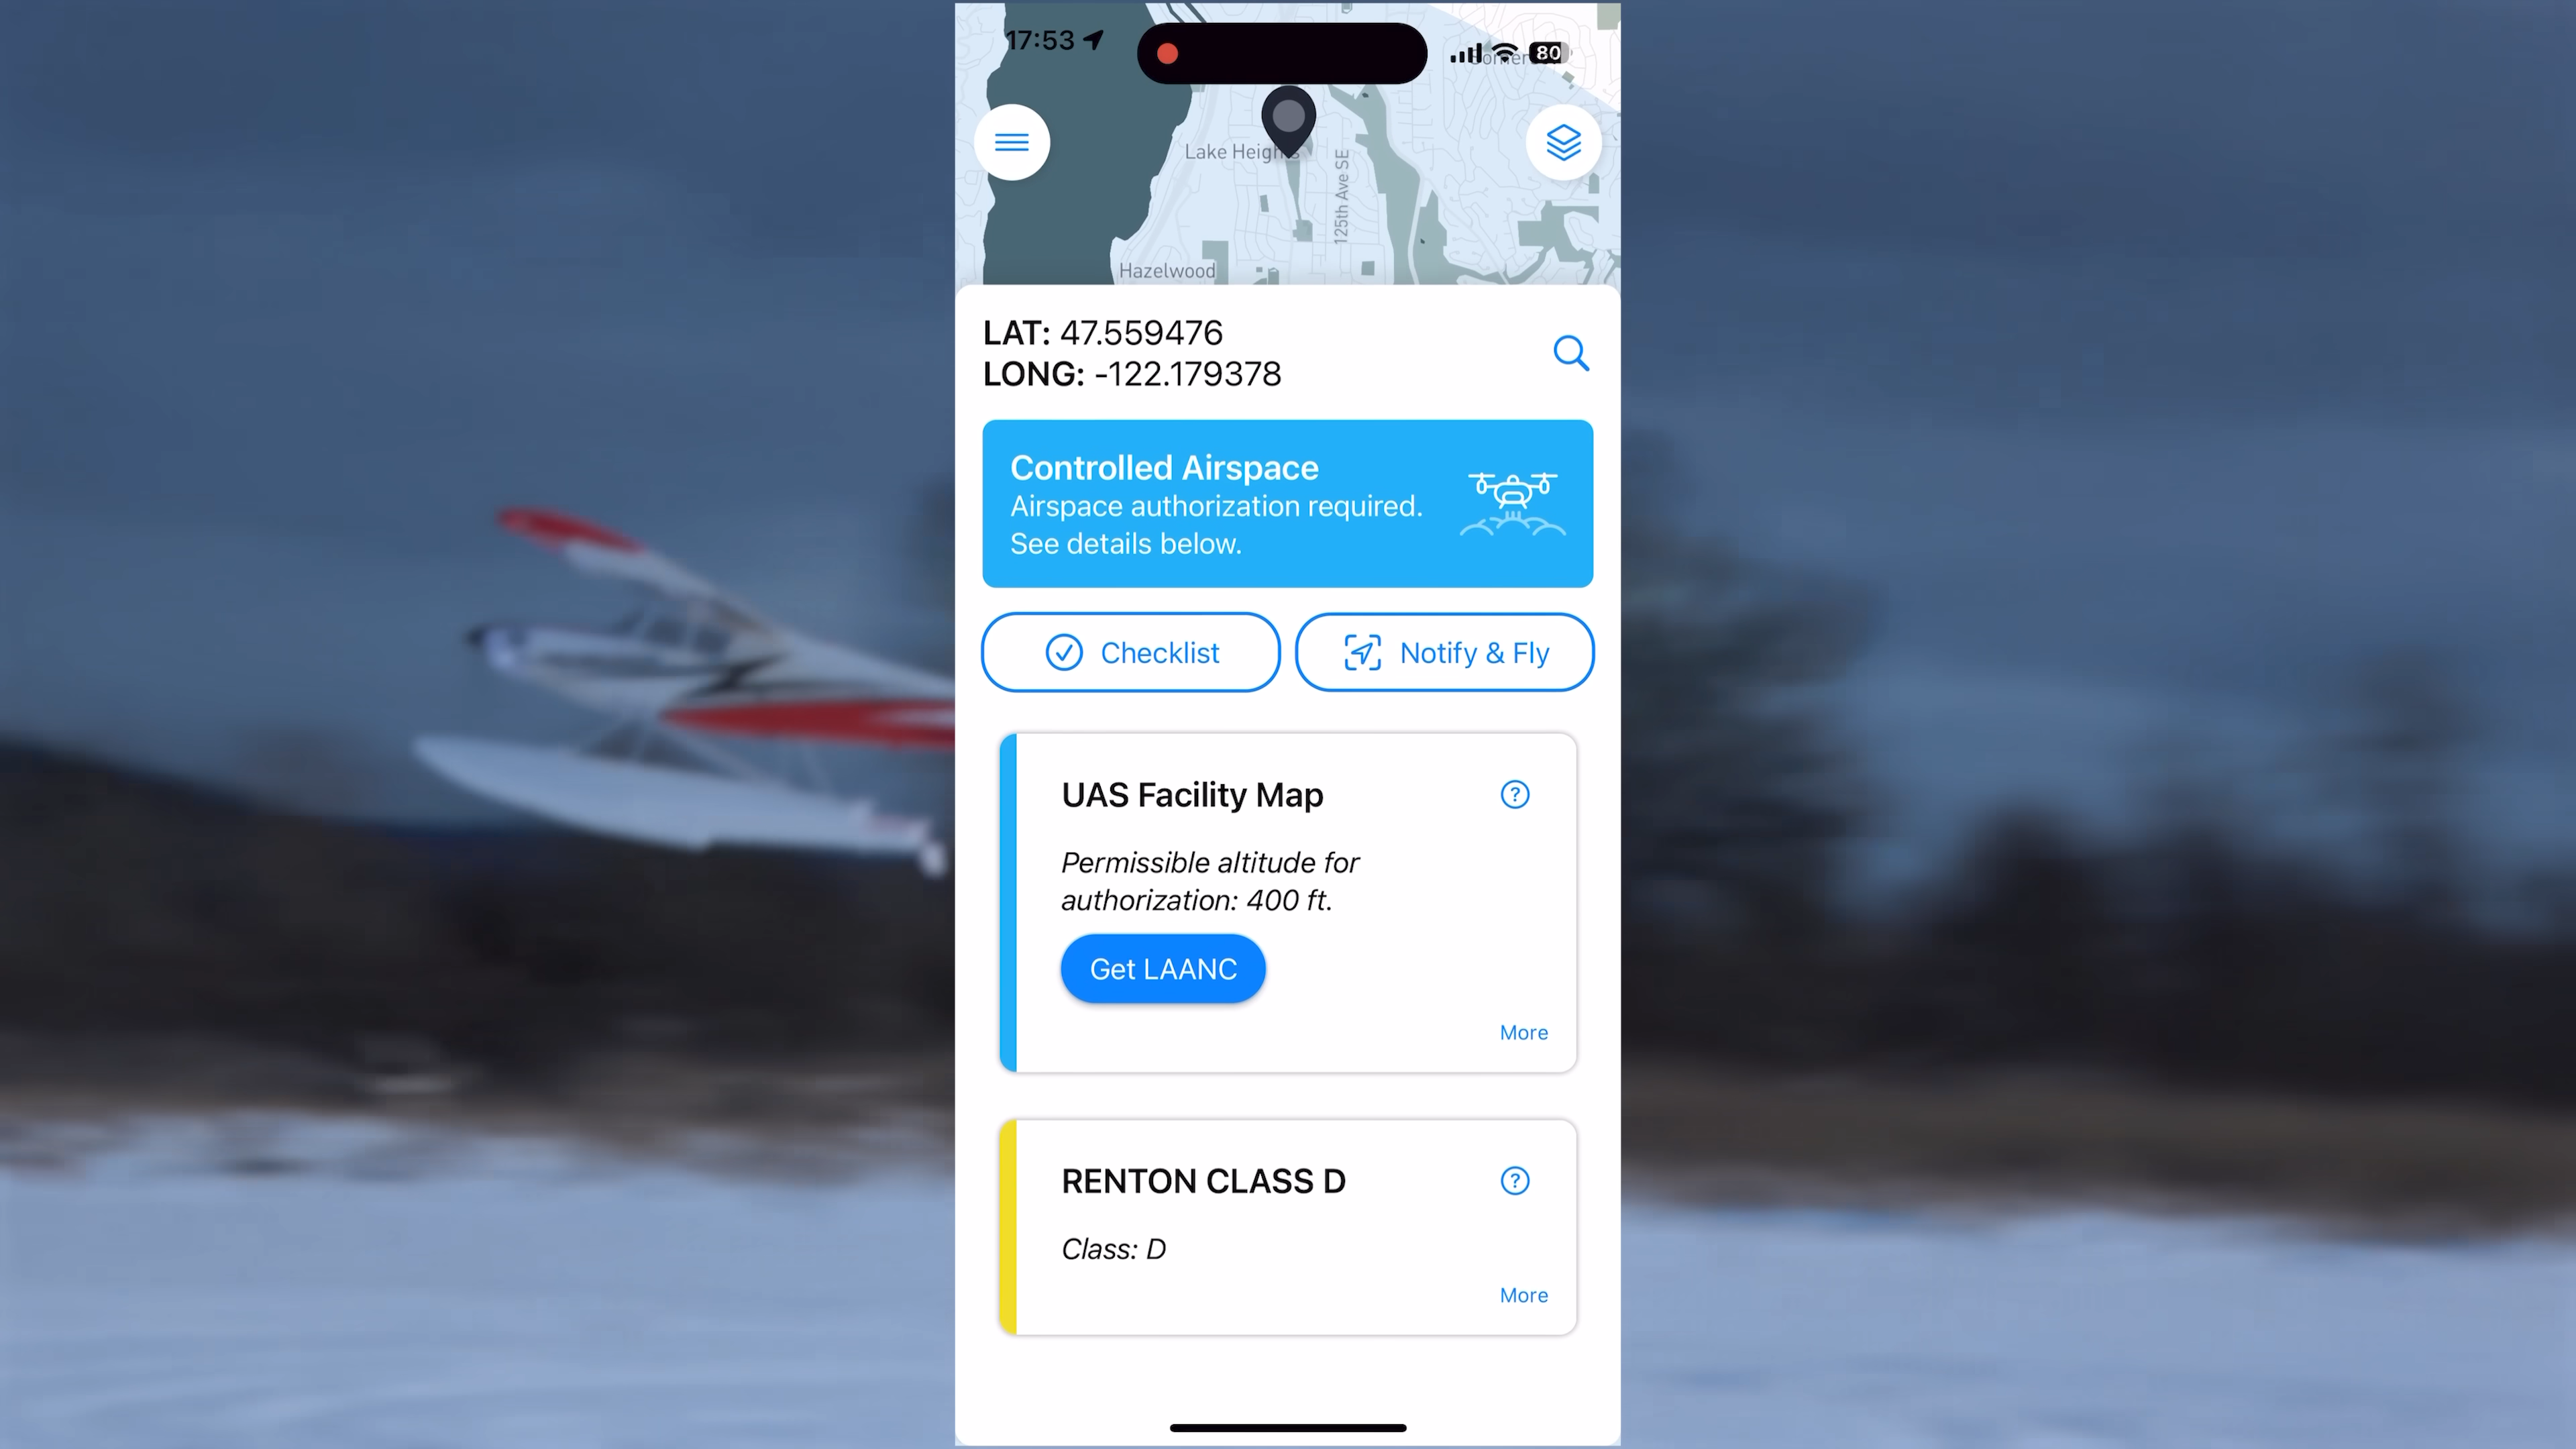 17:53
80
Lake Heights
125th Ave SE
Hazelwood
LAT: 47.559476
LONG: -122.179378
Controlled Airspace
Airspace authorization required.
See details below.
Checklist
Notify & Fly
UAS Facility Map
?
Permissible altitude for
authorization: 400 ft.
Get LAANC
More
RENTON CLASS D
?
Class: D
More